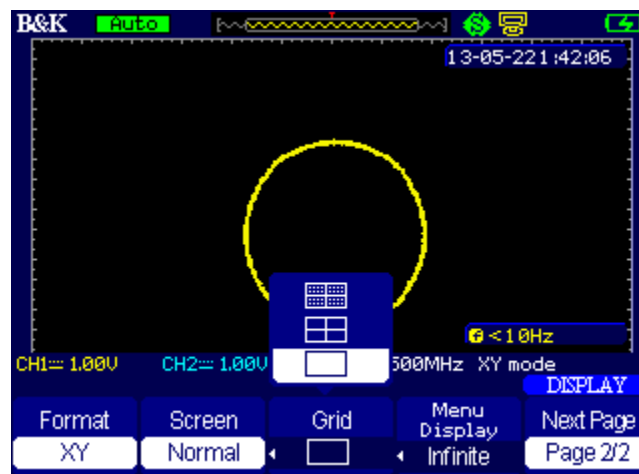 B&K Auto
13-05-221:42:06
f<10Hz
CH1 1.00V CH2 1.00V 500MHz XY mode
DISPLAY
Format Screen Grid Menu Display Next Page
XY Normal Infinite Page 2/2